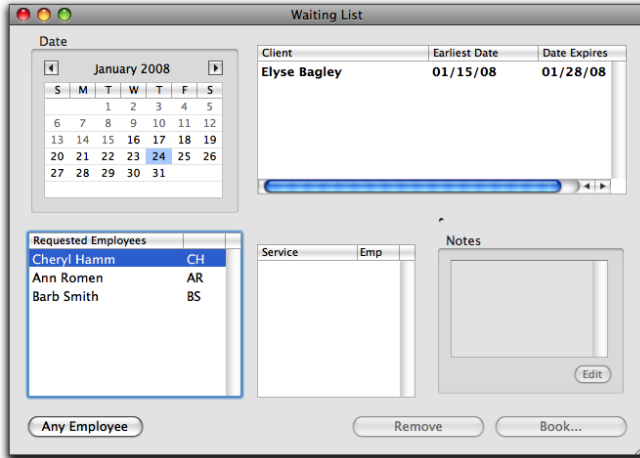 Waiting List
Date
January 2008
S M T W T F S
1 2 3 4 5
6 7 8 9 10 11 12
13 14 15 16 17 18 19
20 21 22 23 24 25 26
27 28 29 30 31
Client Earliest Date Date Expires
Elyse Bagley 01/15/08 01/28/08
Requested Employees
Cheryl Hamm CH
Ann Romen AR
Barb Smith BS
Service Emp
Notes
Edit
Any Employee
Remove
Book...